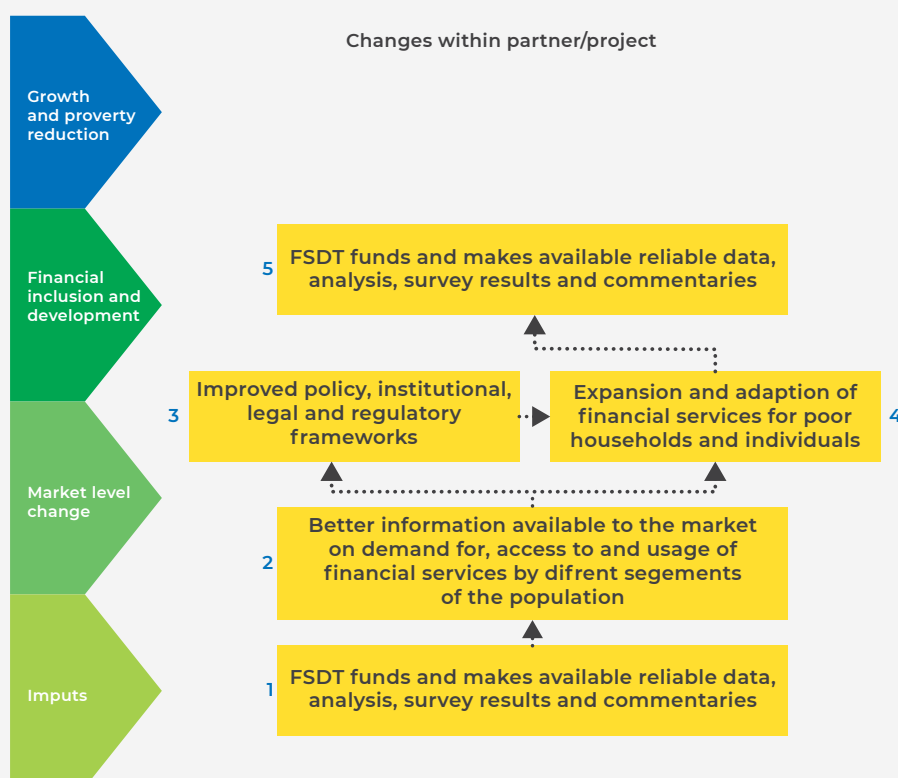 Changes within partner/project
Growth
and proverty
reduction
Financial
inclusion and
development
5
FSDT funds and makes available reliable data,
analysis, survey results and commentaries
3
Improved policy, institutional,
legal and regulatory
frameworks
Expansion and adaption of
financial services for poor
households and individuals
4
Market level
change
2
Better information available to the market
on demand for, access to and usage of
financial services by difrent segements
of the population
Imputs
1
FSDT funds and makes available reliable data,
analysis, survey results and commentaries